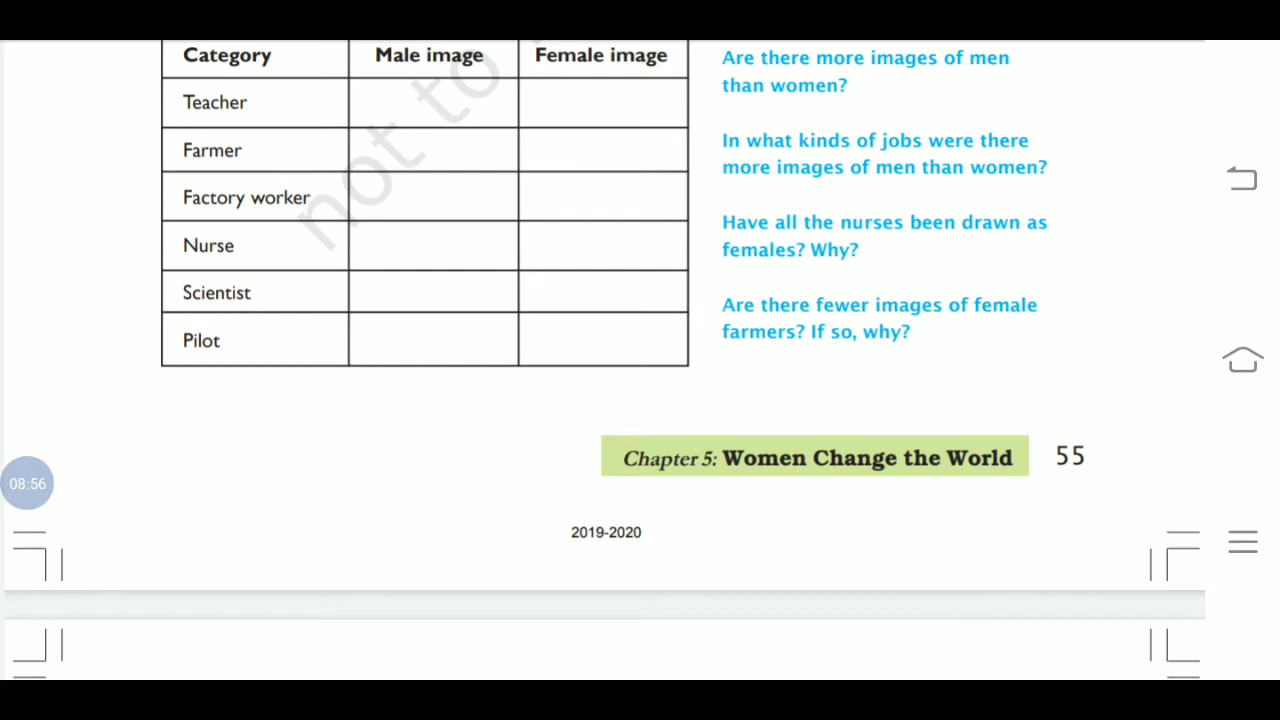 Category Male image Female image
Teacher
Farmer
Factory worker
Nurse
Scientist
Pilot
not to
Are there more images of men
than women?
In what kinds of jobs were there
more images of men than women?
Have all the nurses been drawn as
females? Why?
Are there fewer images of female
farmers? If so, why?
Chapter 5: Women Change the World 55
08:56
2019-2020